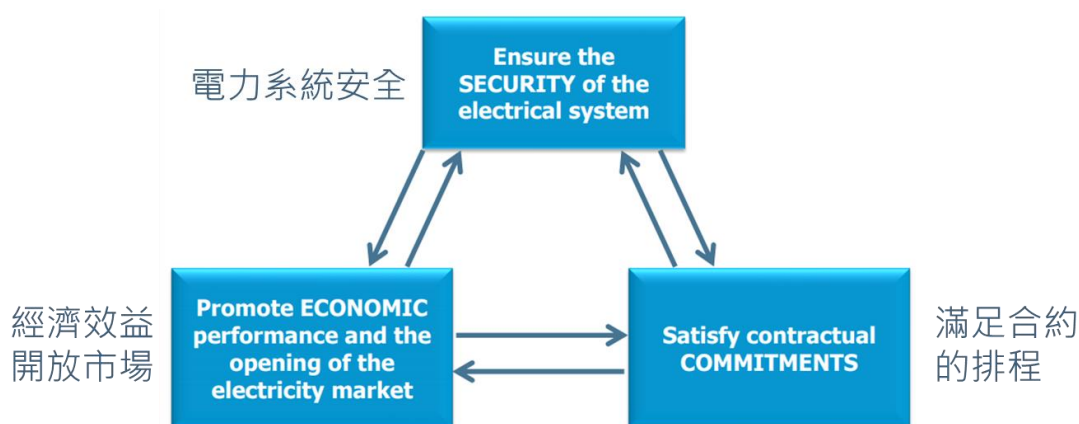 電力系統安全
Ensure the
SECURITY of the
electrical system
經濟效益
開放市場
Promote ECONOMIC
performance and the
opening of the
electricity market
Satisfy contractual
COMMITMENTS
滿足合約
的排程